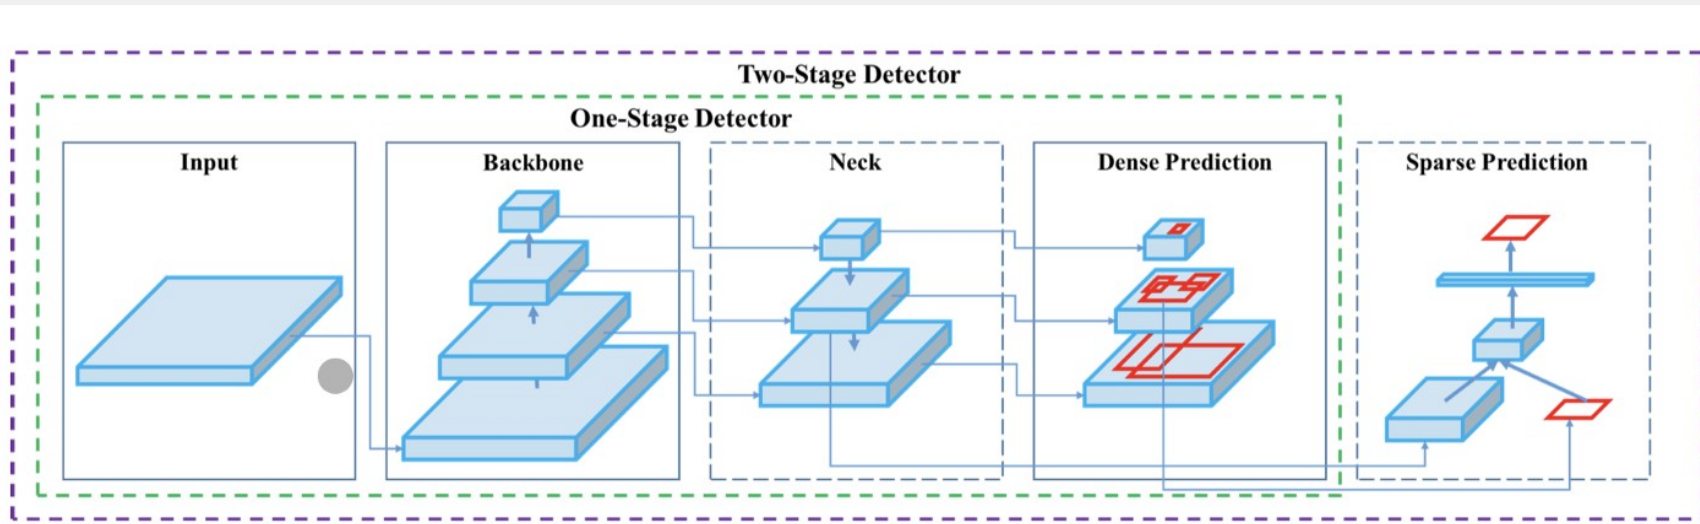 Two-Stage Detector
One-Stage Detector
Input
Backbone
Neck
Dense Prediction
Sparse Prediction